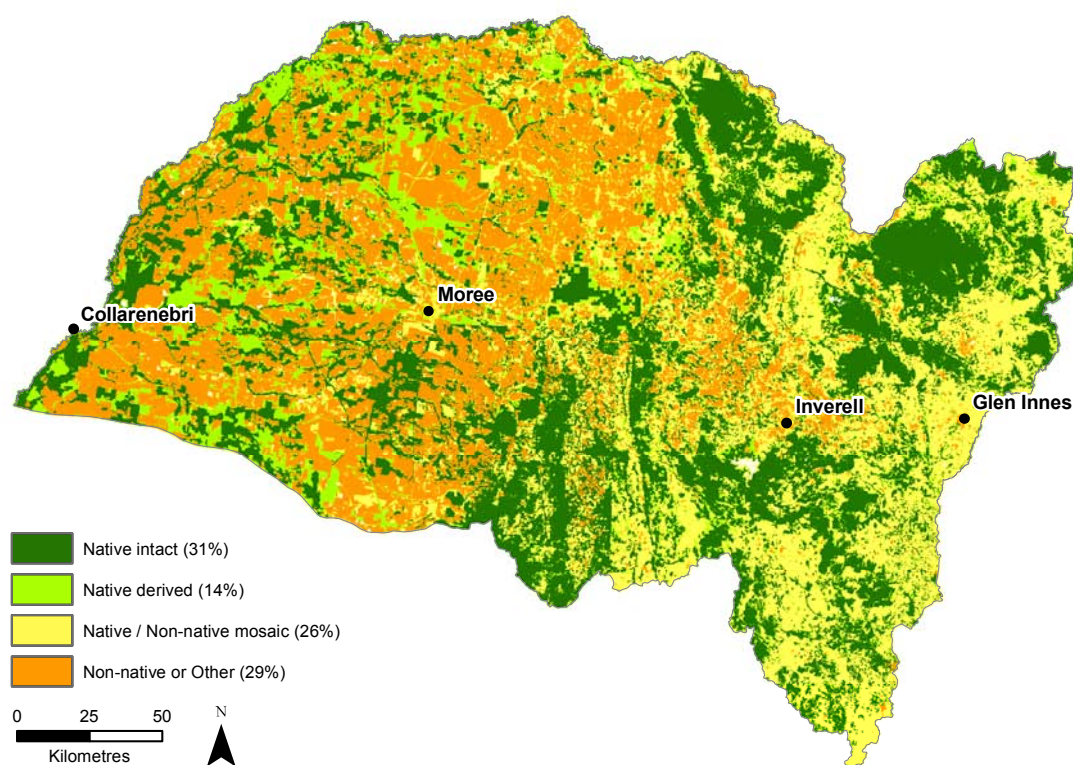 Moree
Collarenebri
Inverell
Glen Innes
Native intact (31%)
Native derived (14%)
Native / Non-native mosaic (26%)
Non-native or Other (29%)
0 25 50
Kilometres
N